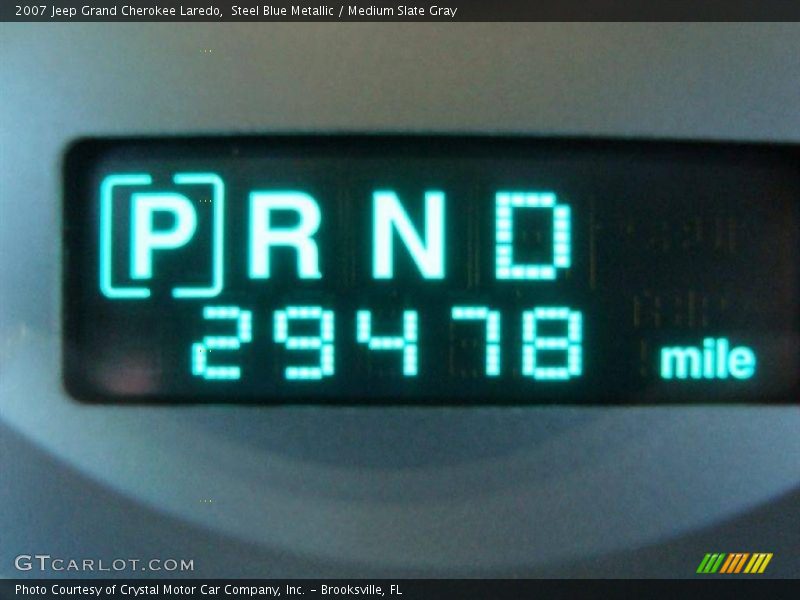 2007 Jeep Grand Cherokee Laredo,  Steel Blue Metallic / Medium Slate Gray
[P] R N D
29478 mile
GTCARLOT.COM
Photo Courtesy of Crystal Motor Car Company, Inc. – Brooksville, FL